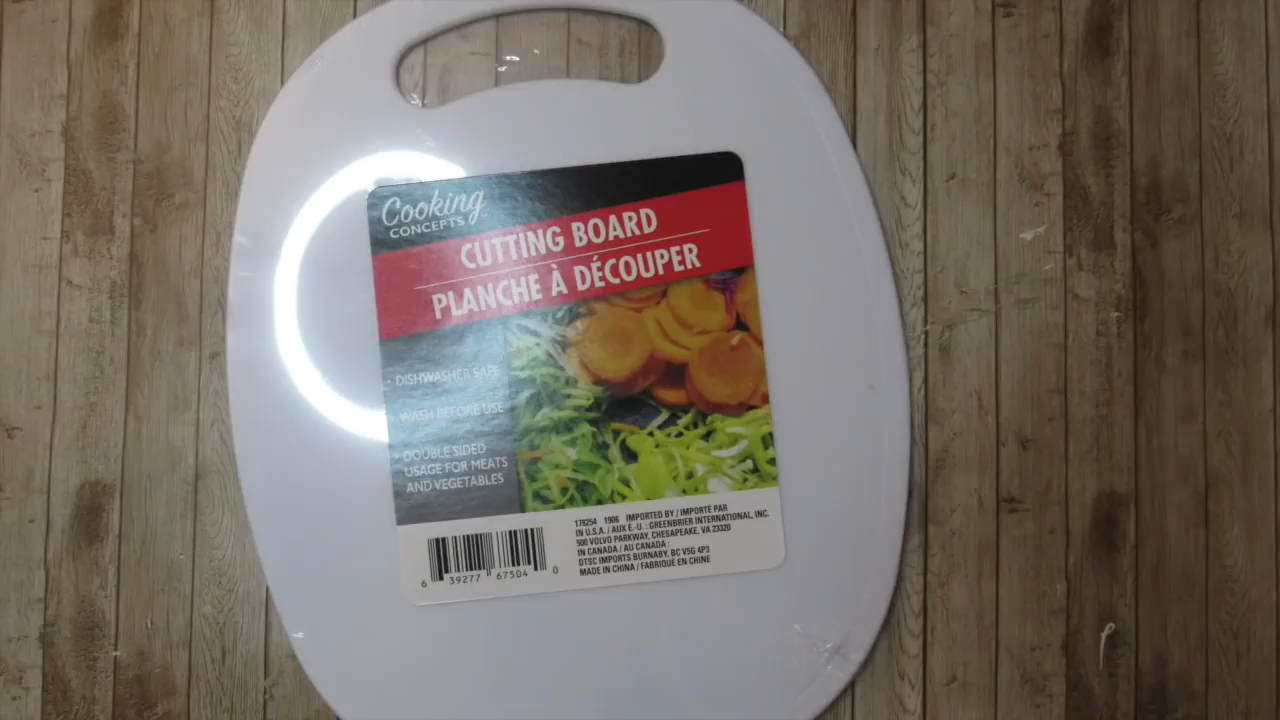 Cooking
CONCEPTS
CUTTING BOARD
PLANCHE À DÉCOUPER
· DISHWASHER SAFE
· WASH BEFORE USE
· DOUBLE SIDED
USAGE FOR MEATS
AND VEGETABLES
178254 1906 IMPORTED BY / IMPORTÉ PAR
IN U.S.A. / AUX É.-U. : GREENBRIER INTERNATIONAL, INC.
500 VOLVO PARKWAY, CHESAPEAKE, VA 23320
IN CANADA / AU CANADA :
DTSC IMPORTS BURNABY, BC V5G 4P3
MADE IN CHINA / FABRIQUÉ EN CHINE
6 39277 67504 0